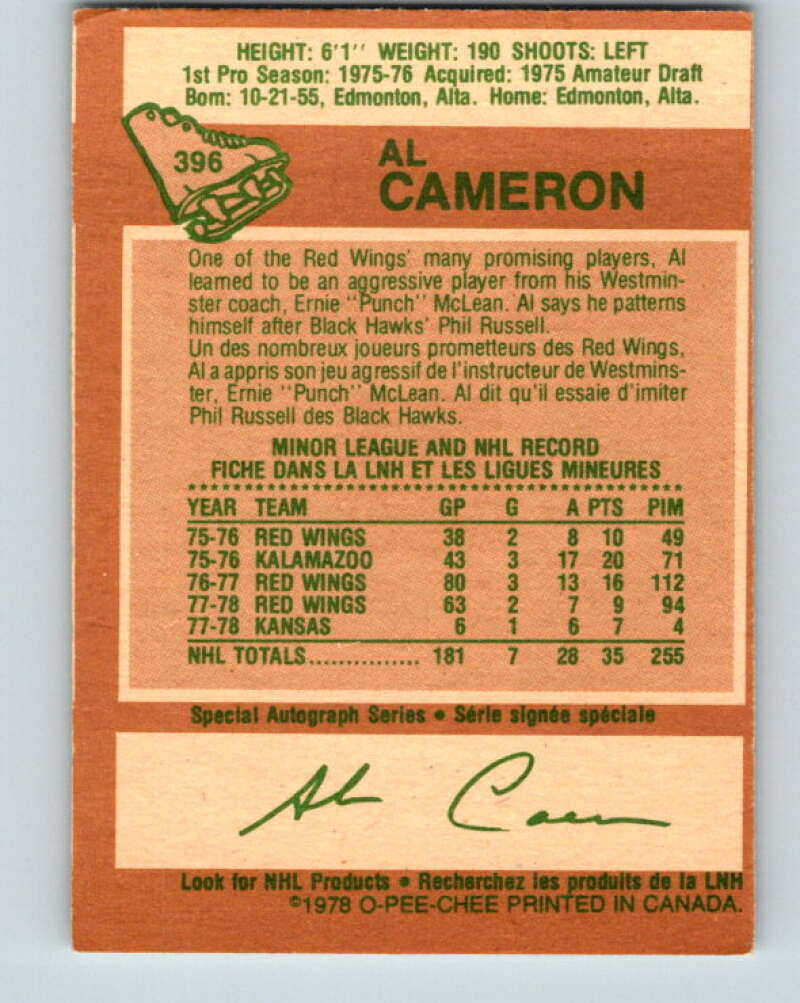 HEIGHT: 6'1'' WEIGHT: 190 SHOOTS: LEFT
1st Pro Season: 1975-76 Acquired: 1975 Amateur Draft
Born: 10-21-55, Edmonton, Alta. Home: Edmonton, Alta.
396
AL
CAMERON
One of the Red Wings' many promising players, Al
learned to be an aggressive player from his Westmin-
ster coach, Ernie "Punch" McLean. Al says he patterns
himself after Black Hawks' Phil Russell.
Un des nombreux joueurs prometteurs des Red Wings,
Al a appris son jeu agressif de l'instructeur de Westmins-
ter, Ernie "Punch" McLean. Al dit qu'il essaie d'imiter
Phil Russell des Black Hawks.
MINOR LEAGUE AND NHL RECORD
FICHE DANS LA LNH ET LES LIGUES MINEURES
YEAR TEAM GP G A PTS PIM
75-76 RED WINGS 38 2 8 10 49
75-76 KALAMAZOO 43 3 17 20 71
76-77 RED WINGS 80 3 13 16 112
77-78 RED WINGS 63 2 7 9 94
77-78 KANSAS 6 1 6 7 4
NHL TOTALS................ 181 7 28 35 255
Special Autograph Series • Série signée spéciale
Al Cameron
Look for NHL Products • Recherchez les produits de la LNH
©1978 O-PEE-CHEE PRINTED IN CANADA.